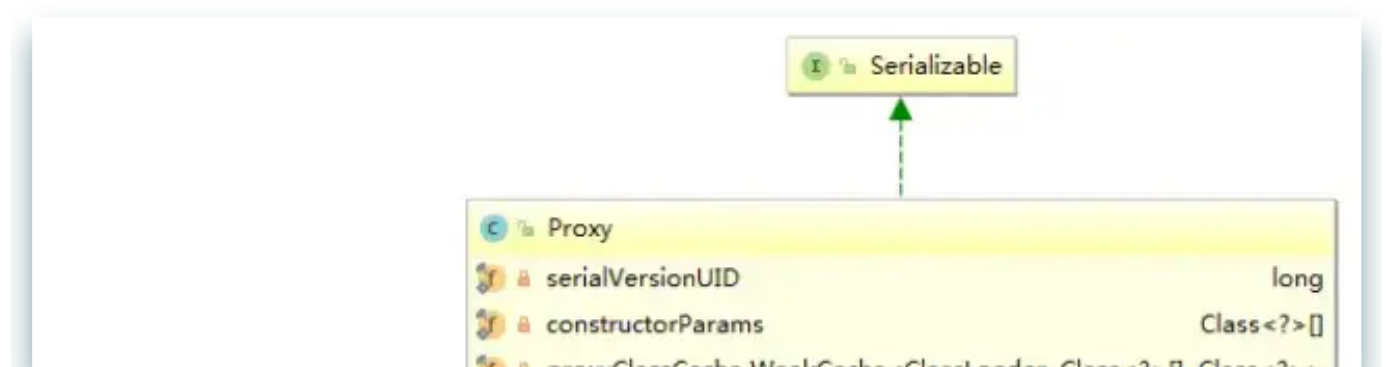 I Serializable
C Proxy
f serialVersionUID long
f constructorParams Class<?>[]